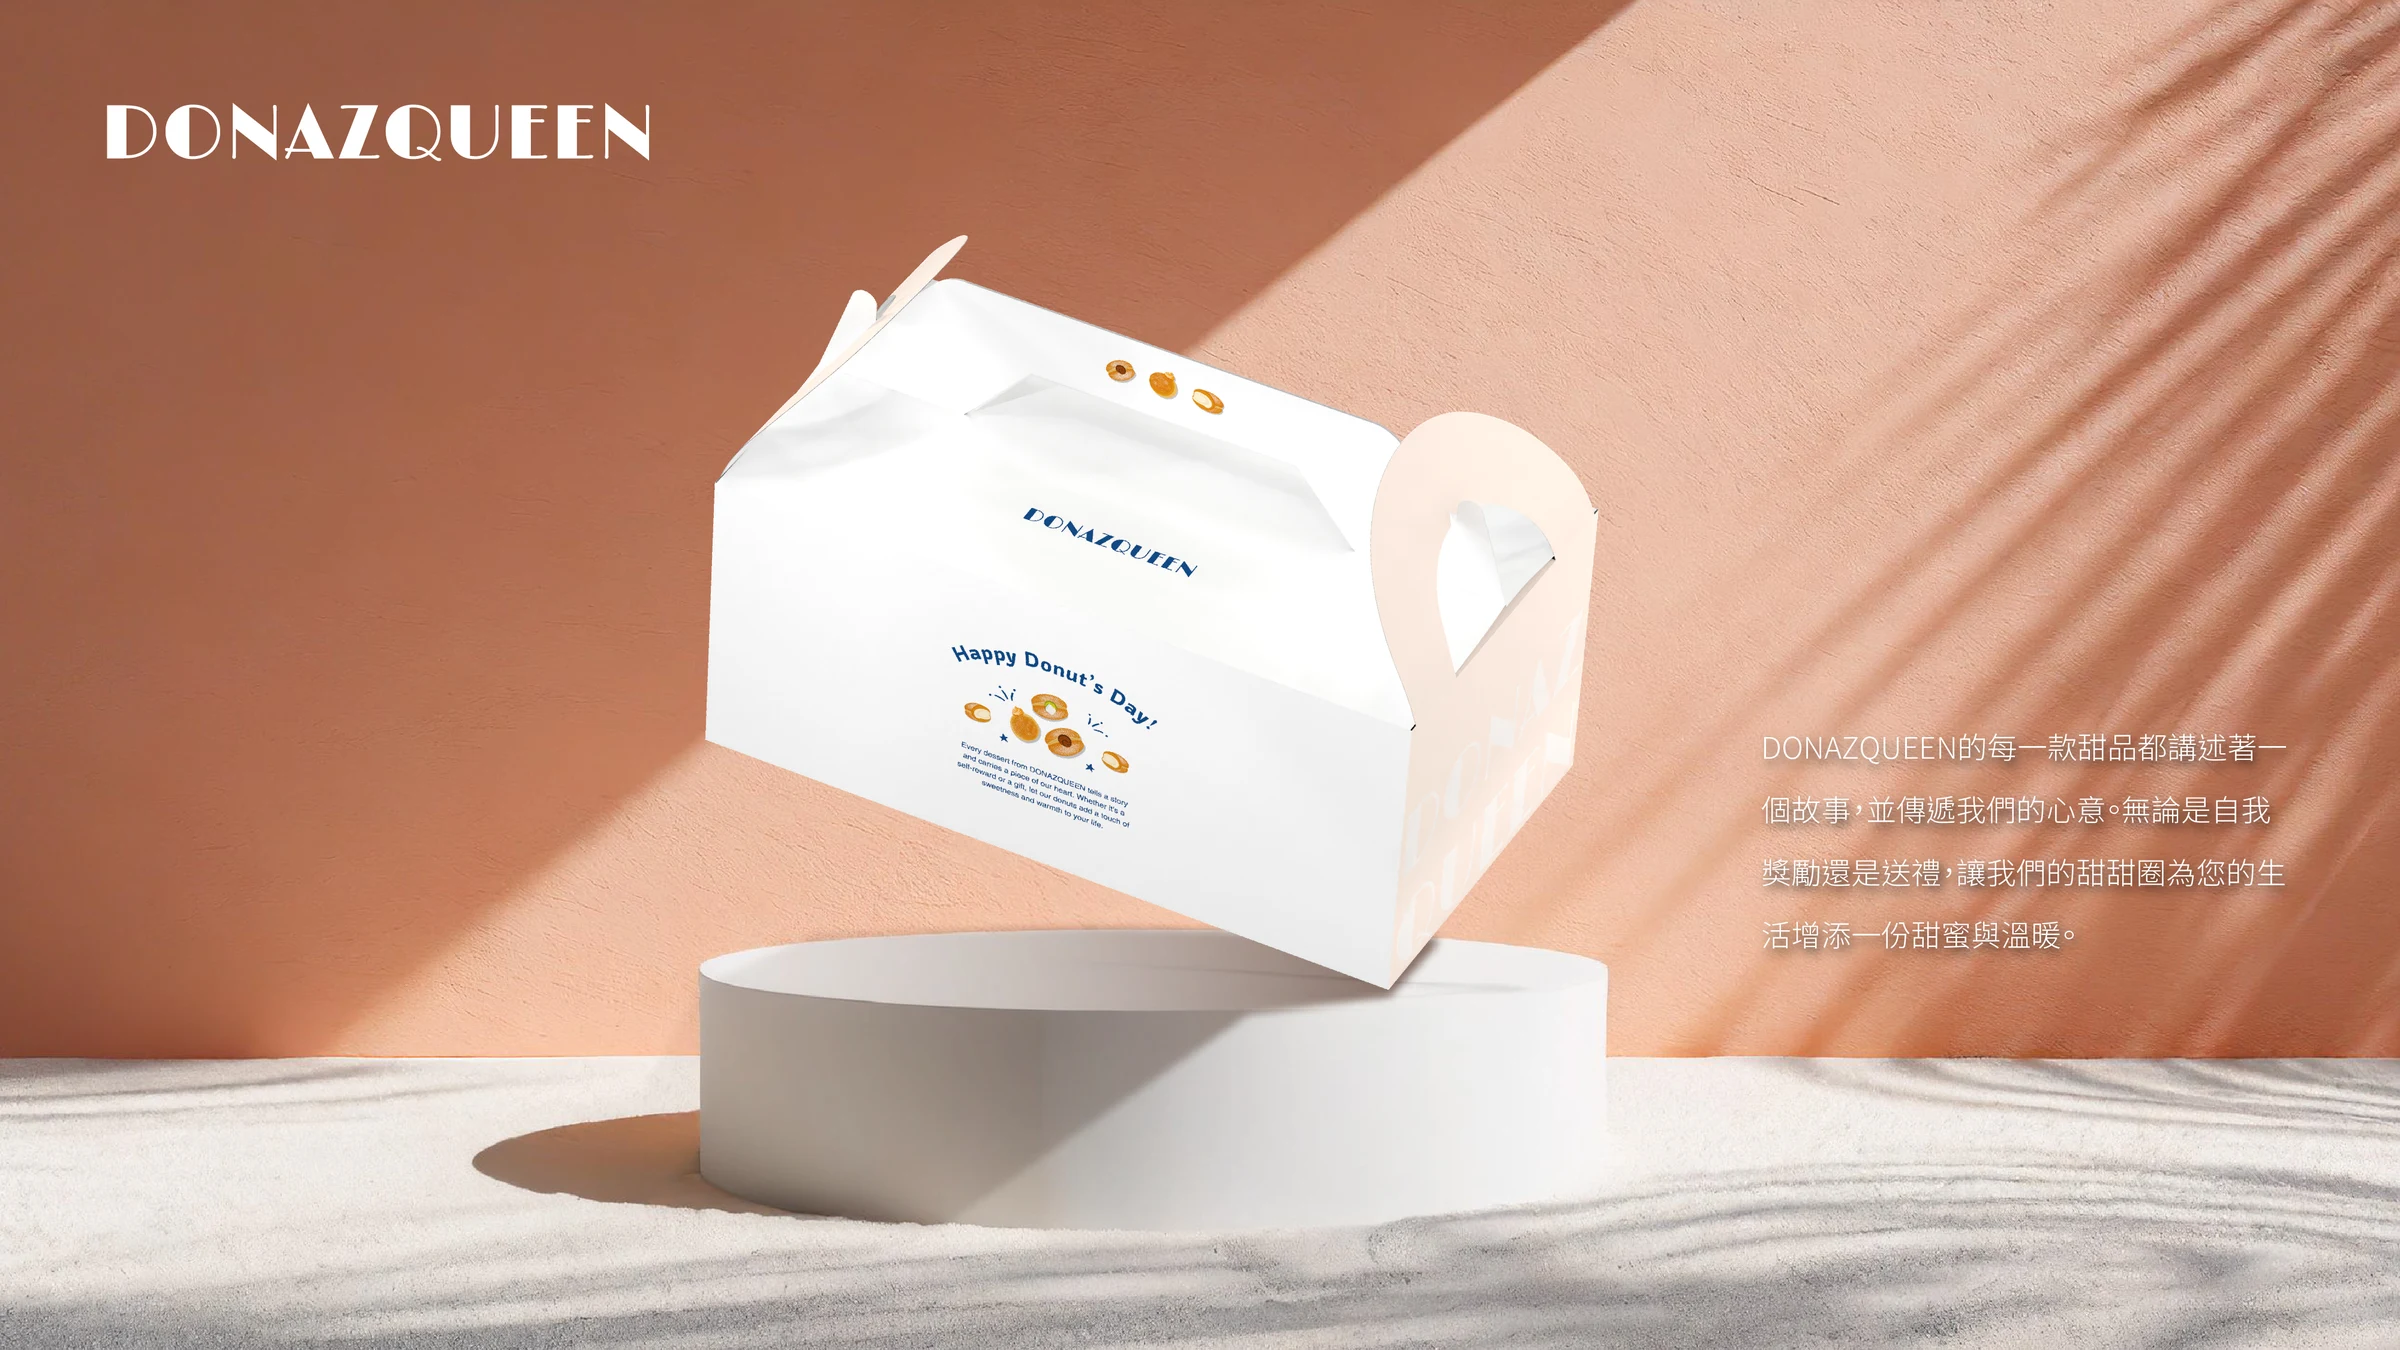 DONAZQUEEN
DONAZQUEEN
Happy Donut's Day!
Every dessert from DONAZQUEEN tells a story
and carries a piece of our heart. Whether it's a
self-reward or a gift, let our donuts add a touch of
sweetness and warmth to your life.
DONAZQUEEN的每一款甜品都講述著一
個故事，並傳遞我們的心意。無論是自我
獎勵還是送禮，讓我們的甜甜圈為您的生
活增添一份甜蜜與溫暖。